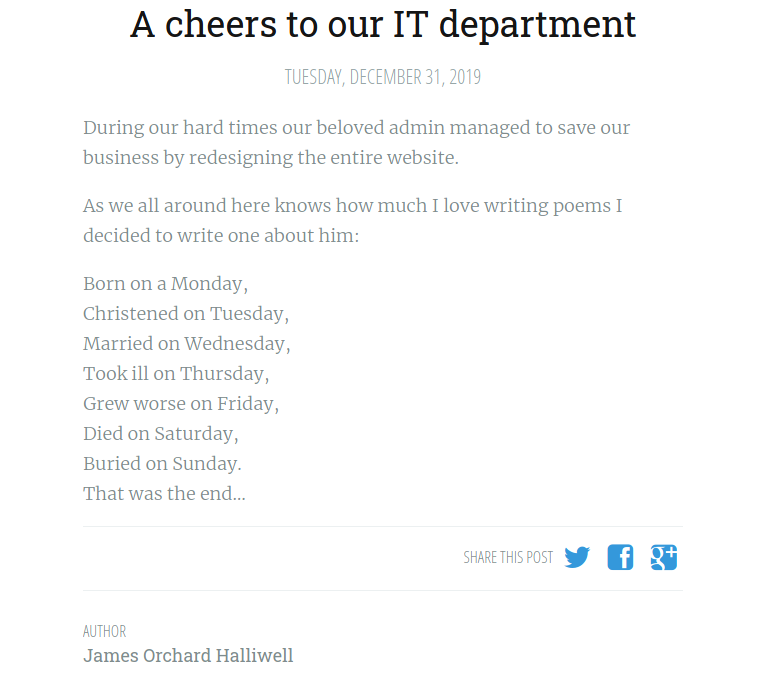 A cheers to our IT department
TUESDAY, DECEMBER 31, 2019
During our hard times our beloved admin managed to save our
business by redesigning the entire website.
As we all around here knows how much I love writing poems I
decided to write one about him:
Born on a Monday,
Christened on Tuesday,
Married on Wednesday,
Took ill on Thursday,
Grew worse on Friday,
Died on Saturday,
Buried on Sunday.
That was the end…
SHARE THIS POST
AUTHOR
James Orchard Halliwell